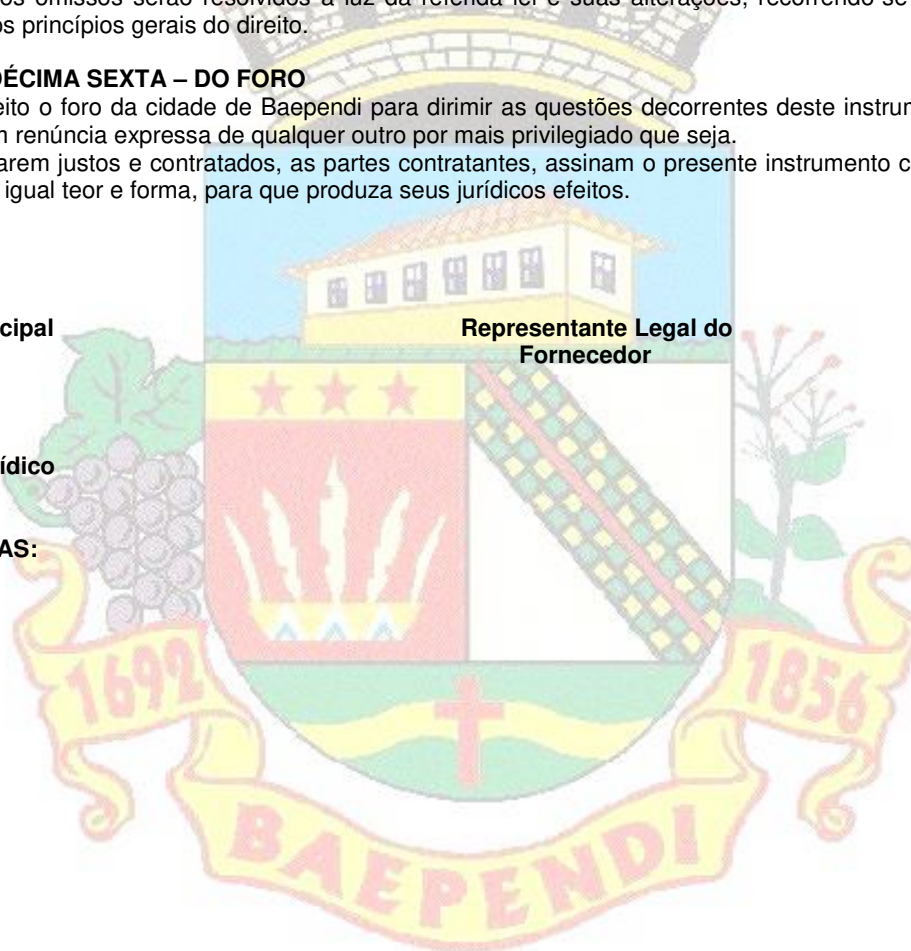 os omissos serão resolvidos à luz da referida lei e suas alterações, recorrendo-se
os princípios gerais do direito.
DÉCIMA SEXTA – DO FORO
eito o foro da cidade de Baependi para dirimir as questões decorrentes deste instru
m renúncia expressa de qualquer outro por mais privilegiado que seja.
arem justos e contratados, as partes contratantes, assinam o presente instrumento c
igual teor e forma, para que produza seus jurídicos efeitos.
cipal Representante Legal do
Fornecedor
ídico
AS:
1692 1856
BAEPENDI